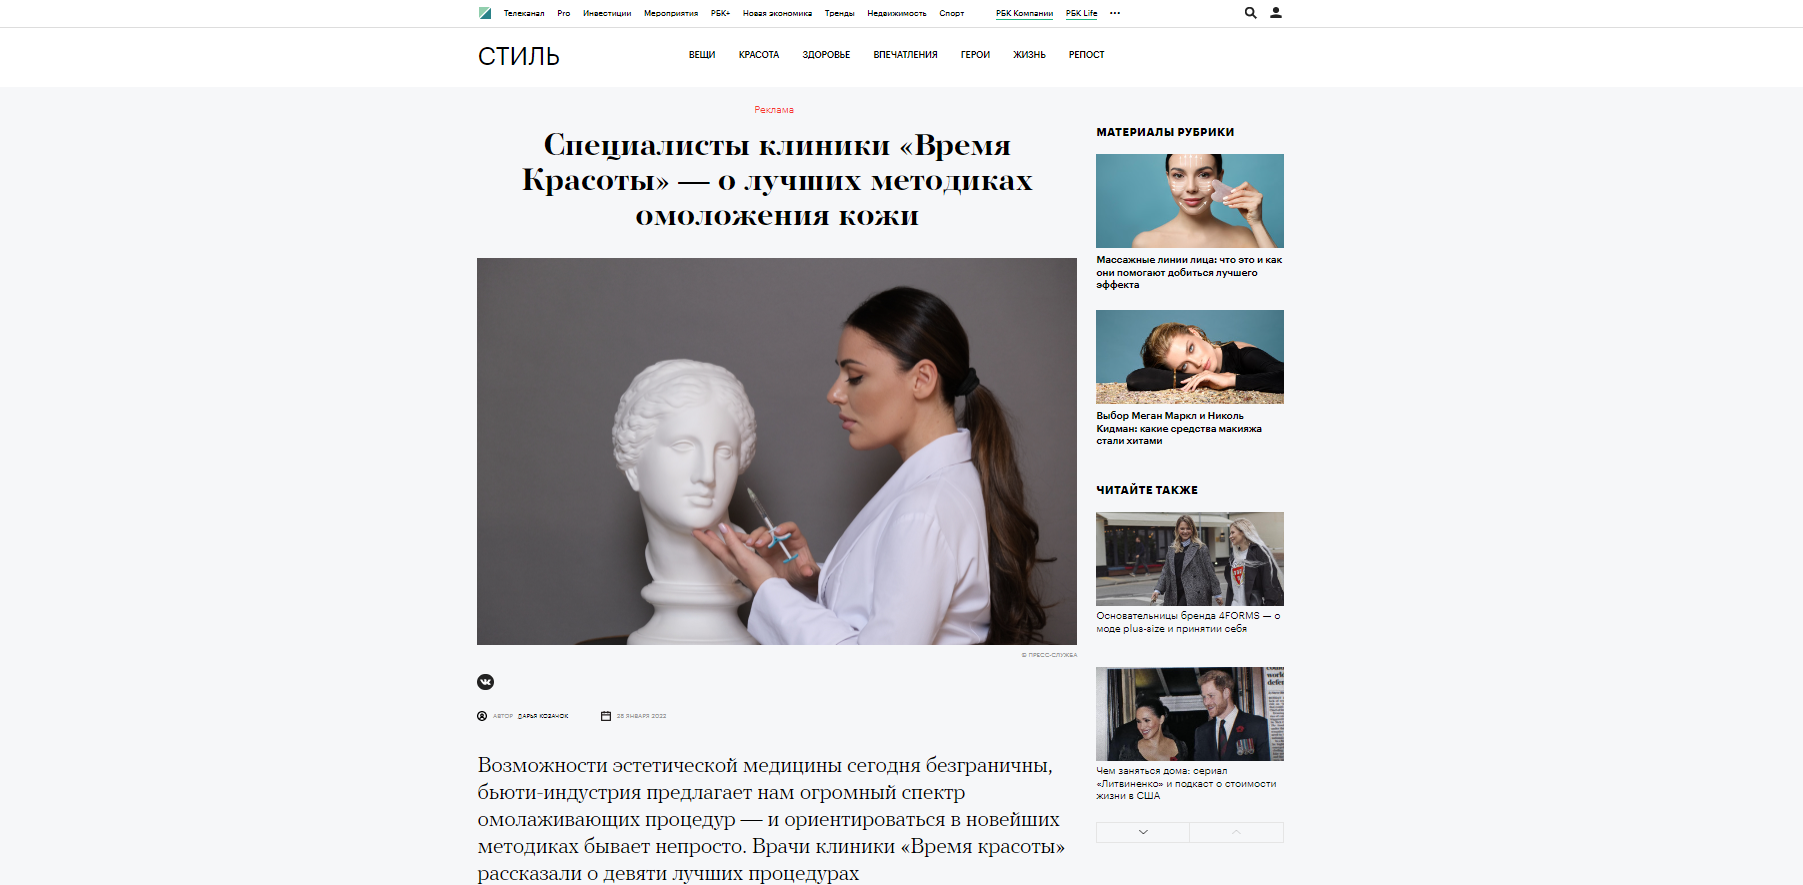 Телеканал Pro Инвестиции Мероприятия РБК+ Новая экономика Тренды Недвижимость Спорт РБК Компании РБК Life
СТИЛЬ
ВЕЩИ КРАСОТА ЗДОРОВЬЕ ВПЕЧАТЛЕНИЯ ГЕРОИ ЖИЗНЬ РЕПОСТ
Реклама
Специалисты клиники «Время
Красоты» — о лучших методиках
омоложения кожи
© ПРЕСС-СЛУЖБА
АВТОР ДАРЬЯ КОЗАЧОК
28 ЯНВАРЯ 2022
Возможности эстетической медицины сегодня безграничны,
бьюти-индустрия предлагает нам огромный спектр
омолаживающих процедур — и ориентироваться в новейших
методиках бывает непросто. Врачи клиники «Время красоты»
рассказали о девяти лучших процедурах
МАТЕРИАЛЫ РУБРИКИ
Массажные линии лица: что это и как
они помогают добиться лучшего
эффекта
Выбор Меган Маркл и Николь
Кидман: какие средства макияжа
стали хитами
ЧИТАЙТЕ ТАКЖЕ
Основательницы бренда 4FORMS — о
моде plus-size и принятии себя
Чем заняться дома: сериал
«Литвиненко» и подкаст о стоимости
жизни в США